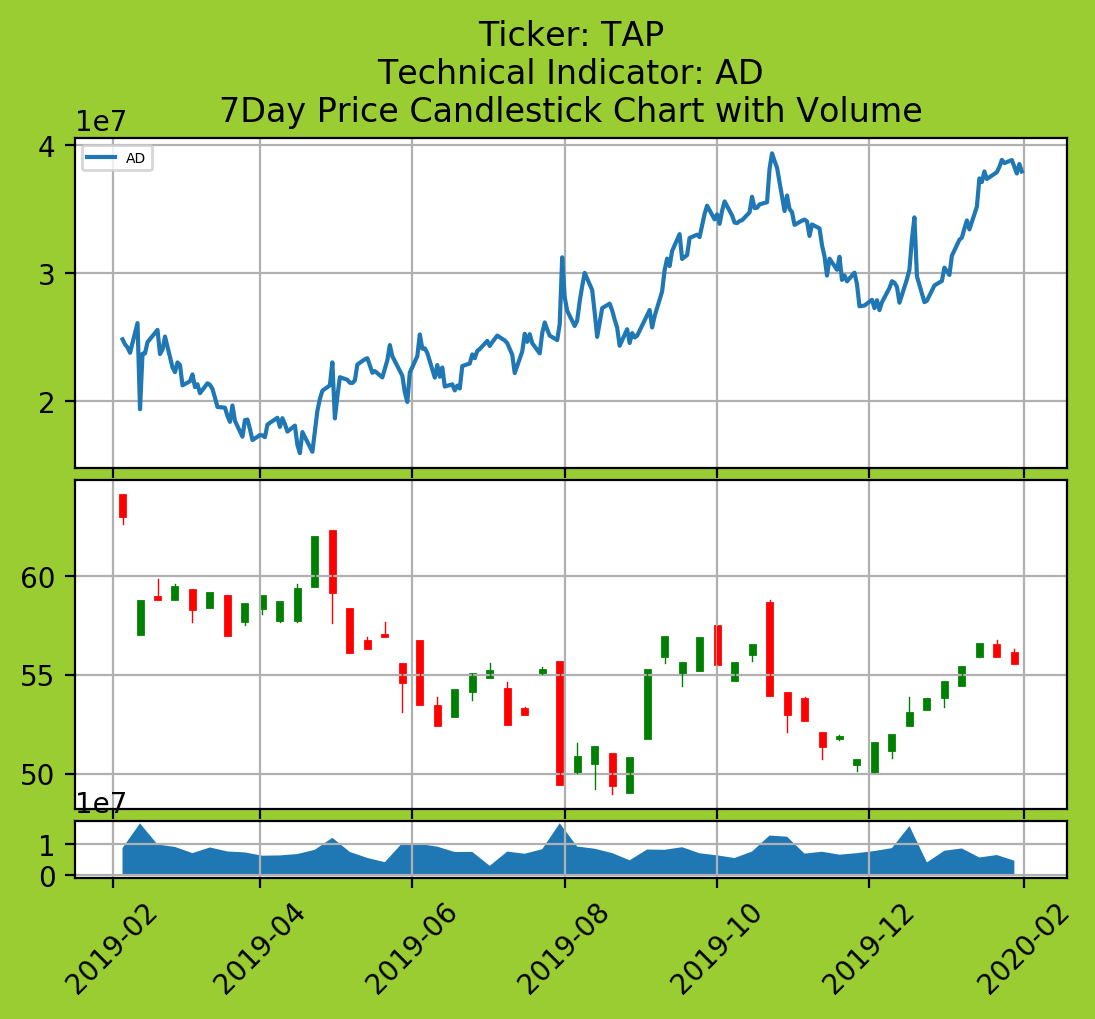 Ticker: TAP
Technical Indicator: AD
7Day Price Candlestick Chart with Volume
1e7
4
AD
3
2
60
55
50
1e7
1
0
2019-02
2019-04
2019-06
2019-08
2019-10
2019-12
2020-02